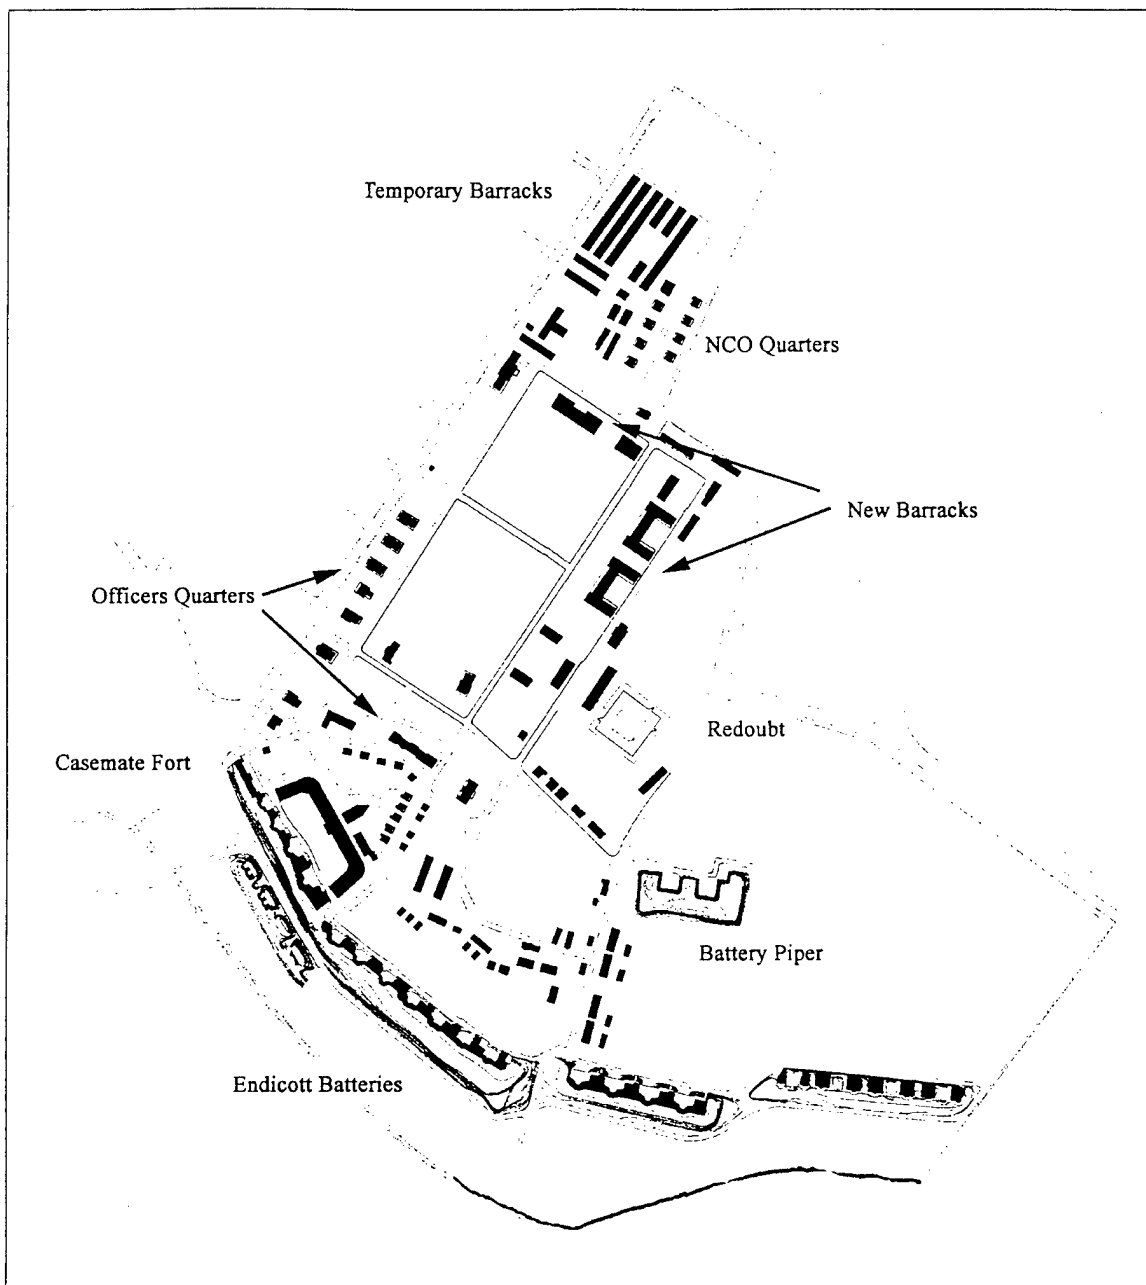 Temporary Barracks
NCO Quarters
New Barracks
Officers Quarters
Redoubt
Casemate Fort
Battery Piper
Endicott Batteries